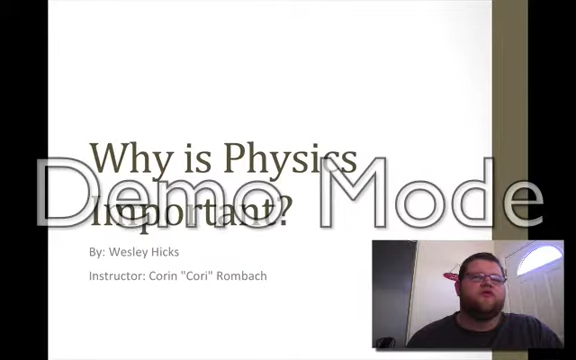 Why is Physics
Important?
Demo Mode
By: Wesley Hicks
Instructor: Corin "Cori" Rombach